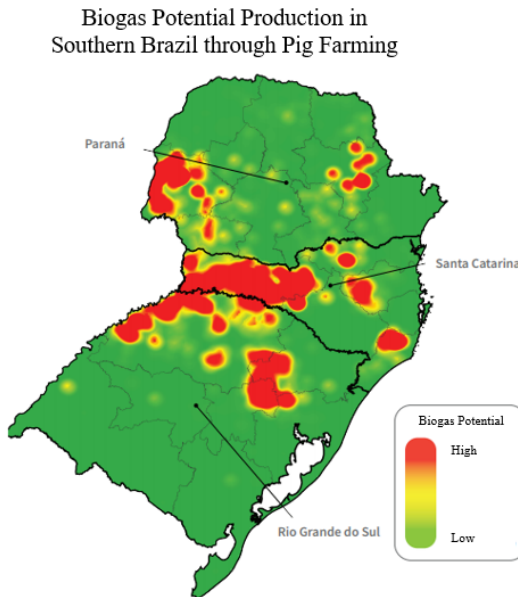 Biogas Potential Production in
Southern Brazil through Pig Farming
Paraná
Santa Catarina
Biogas Potential
High
Low
Rio Grande do Sul